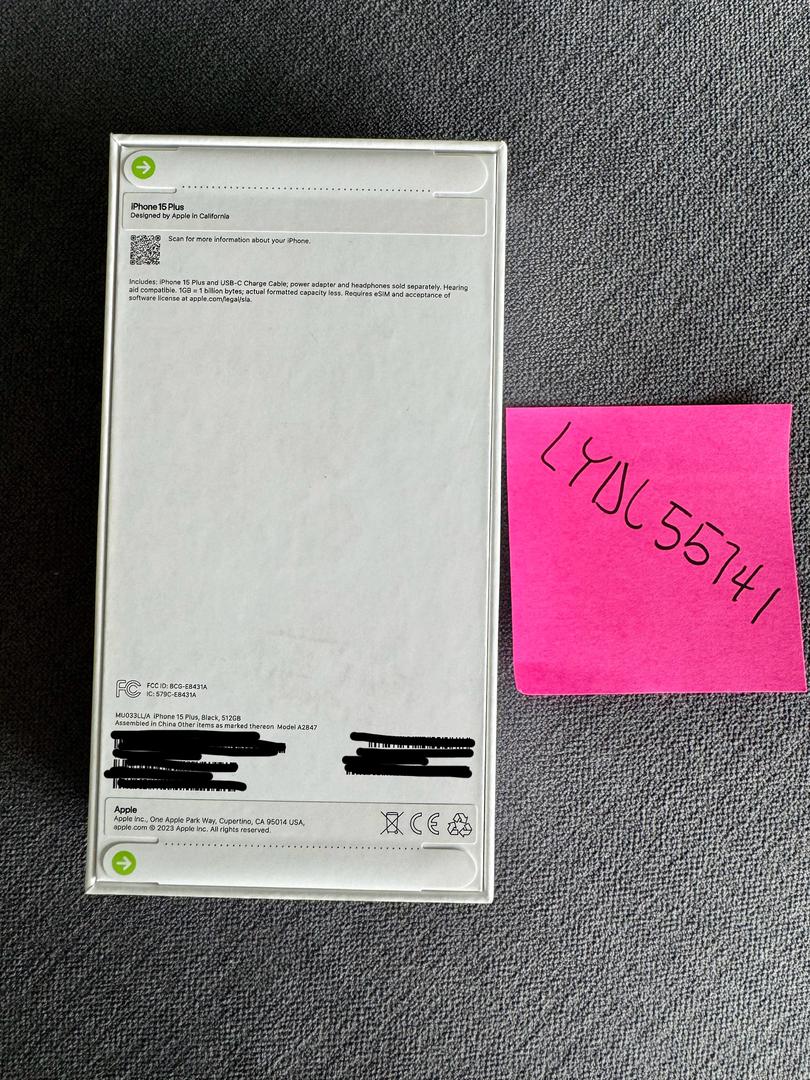 iPhone 15 Plus
Designed by Apple in California
Scan for more information about your iPhone.
Includes: iPhone 15 Plus and USB-C Charge Cable; power adapter and headphones sold separately. Hearing
aid compatible. 1GB = 1 billion bytes; actual formatted capacity less. Requires eSIM and acceptance of
software license at apple.com/legal/sla.
LYDL55741
FC FCC ID: BCG-E8431A
IC: 579C-E8431A
MU033LL/A iPhone 15 Plus, Black, 512GB
Assembled in China Other items as marked thereon Model A2847
Apple
Apple Inc., One Apple Park Way, Cupertino, CA 95014 USA,
apple.com © 2023 Apple Inc. All rights reserved.
CE